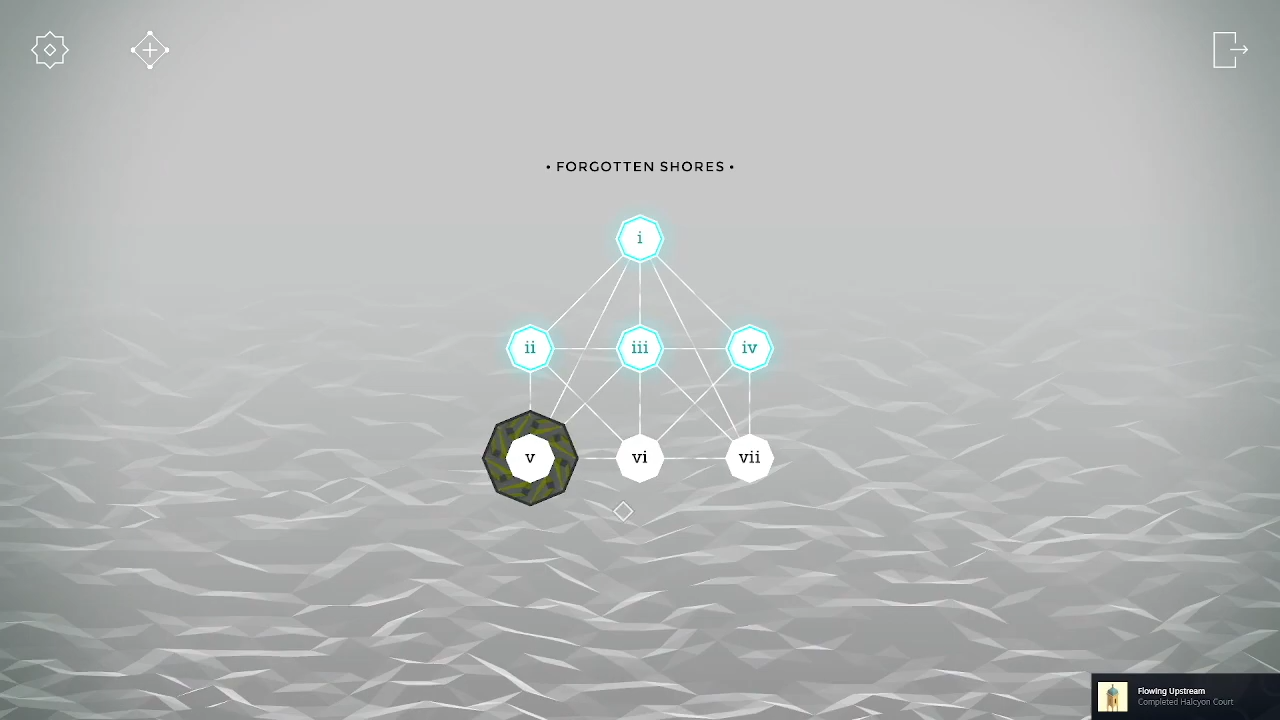 • FORGOTTEN SHORES •
i
ii iii iv
v vi vii
Flowing Upstream
Completed Halcyon Court